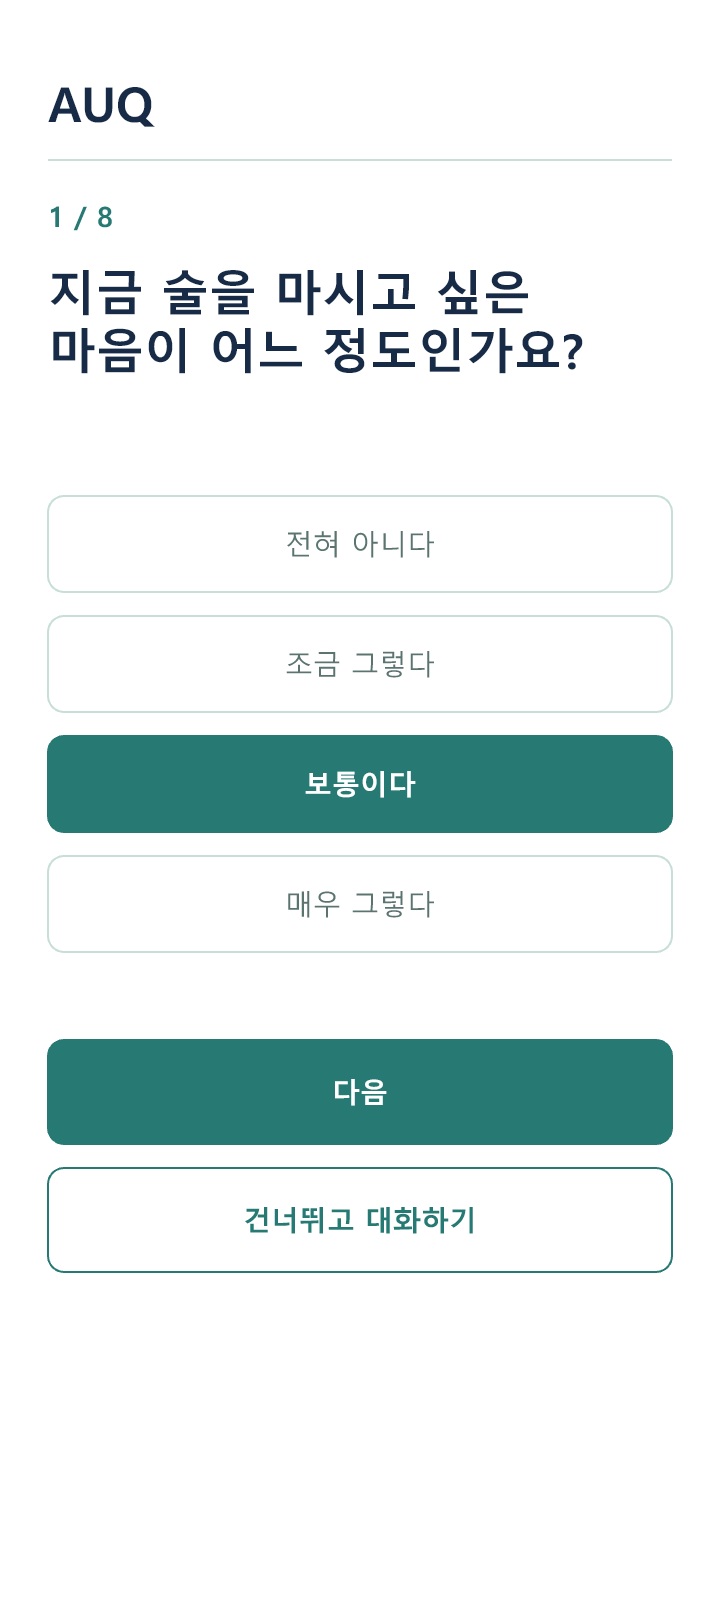 AUQ
1 / 8
지금 술을 마시고 싶은
마음이 어느 정도인가요?
전혀 아니다
조금 그렇다
보통이다
매우 그렇다
다음
건너뛰고 대화하기